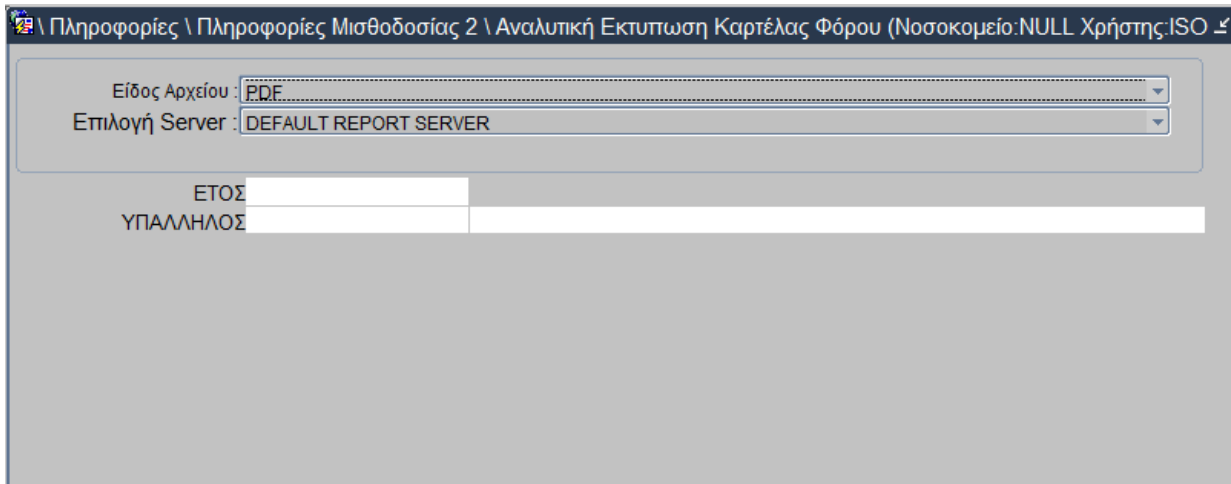 \ Πληροφορίες \ Πληροφορίες Μισθοδοσίας 2 \ Αναλυτική Εκτυπωση Καρτέλας Φόρου (Νοσοκομείο:NULL Χρήστης:ISO
Είδος Αρχείου : PDF
Επιλογή Server : DEFAULT REPORT SERVER
ΕΤΟΣ
ΥΠΑΛΛΗΛΟΣ